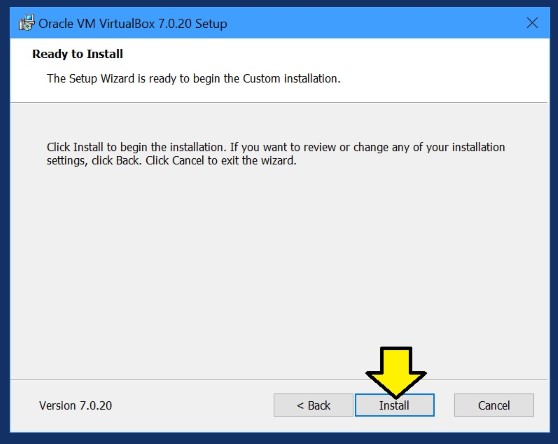 Oracle VM VirtualBox 7.0.20 Setup
Ready to Install
The Setup Wizard is ready to begin the Custom installation.
Click Install to begin the installation. If you want to review or change any of your installation
settings, click Back. Click Cancel to exit the wizard.
Version 7.0.20
< Back
Install
Cancel